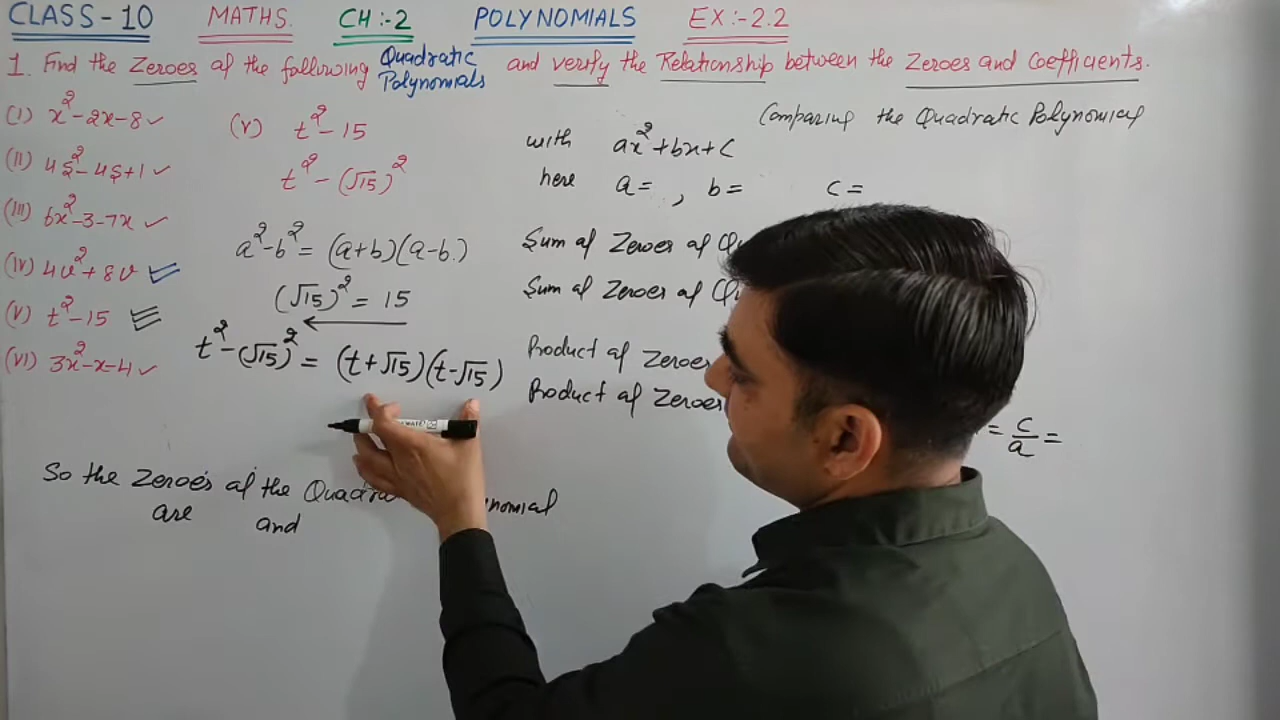 CLASS-10 MATHS. CH:-2 POLYNOMIALS EX:-2.2
1. Find the Zeroes of the following Quadratic Polynomials and verify the Relationship between the Zeroes and Coefficients.
(I) x²-2x-8 ✓
(II) 4s²-4s+1 ✓
(III) 6x²-3-7x ✓
(IV) 4u²+8u
(V) t²-15
(VI) 3x²-x-4 ✓
(V) t²-15
t²-(√15)²
a²-b² = (a+b)(a-b)
(√15)² = 15
t²-(√15)² = (t+√15)(t-√15)
So the Zeroe's of the Quadra nomial
are and
Comparing the Quadratic Polynomial
with ax²+bx+c
here a= , b= c=
Sum of Zeroes of
Sum of Zeroes of
Product of Zeroes
Product of Zeroes
= c/a =